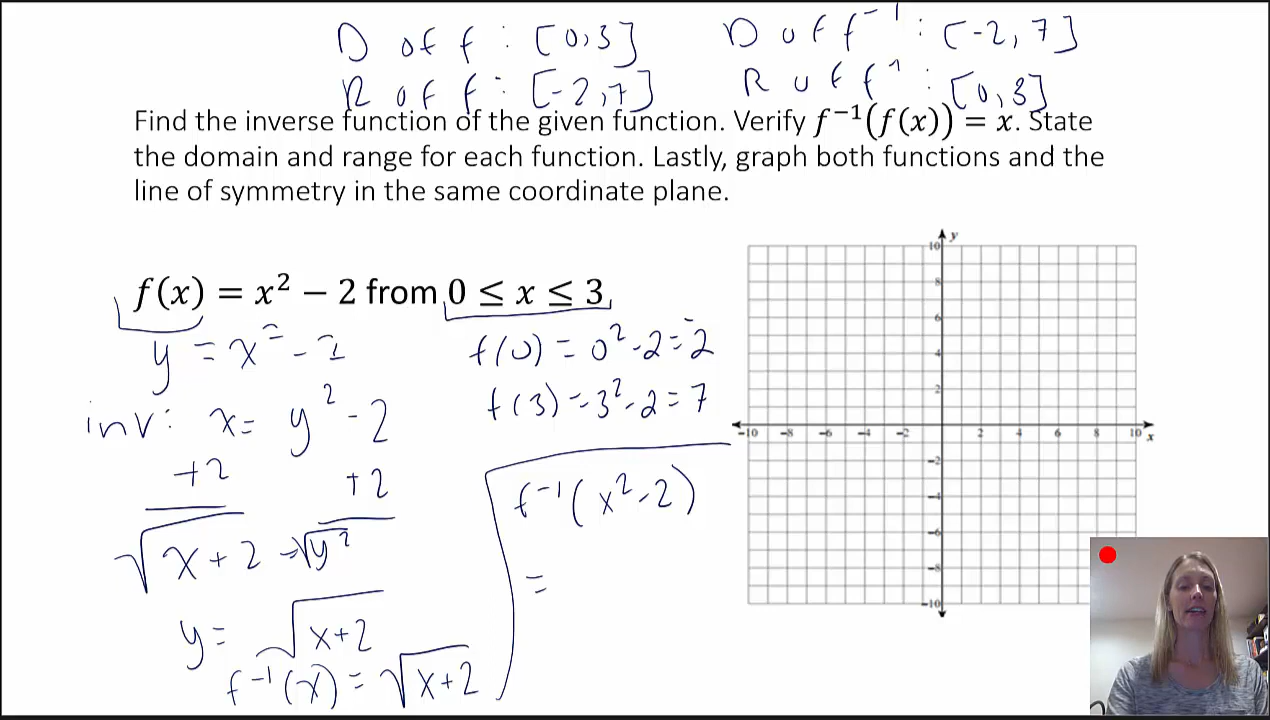 D of f : [0,3]
D of f⁻¹ : [-2, 7]
R of f : [-2,7]
R of f⁻¹ : [0,3]
Find the inverse function of the given function. Verify f⁻¹(f(x)) = x. State
the domain and range for each function. Lastly, graph both functions and the
line of symmetry in the same coordinate plane.
f(x) = x² − 2 from 0 ≤ x ≤ 3
y = x² - 2
inv: x = y² - 2
+2 +2
√x+2 = √y²
y = √x+2
f⁻¹(x) = √x+2
f(0) = 0² - 2 = -2
f(3) = 3² - 2 = 7
f⁻¹(x² - 2)
=
y
10
8
6
4
2
−10 −8 −6 −4 −2 2 4 6 8 10 x
−2
−4
−6
−8
−10